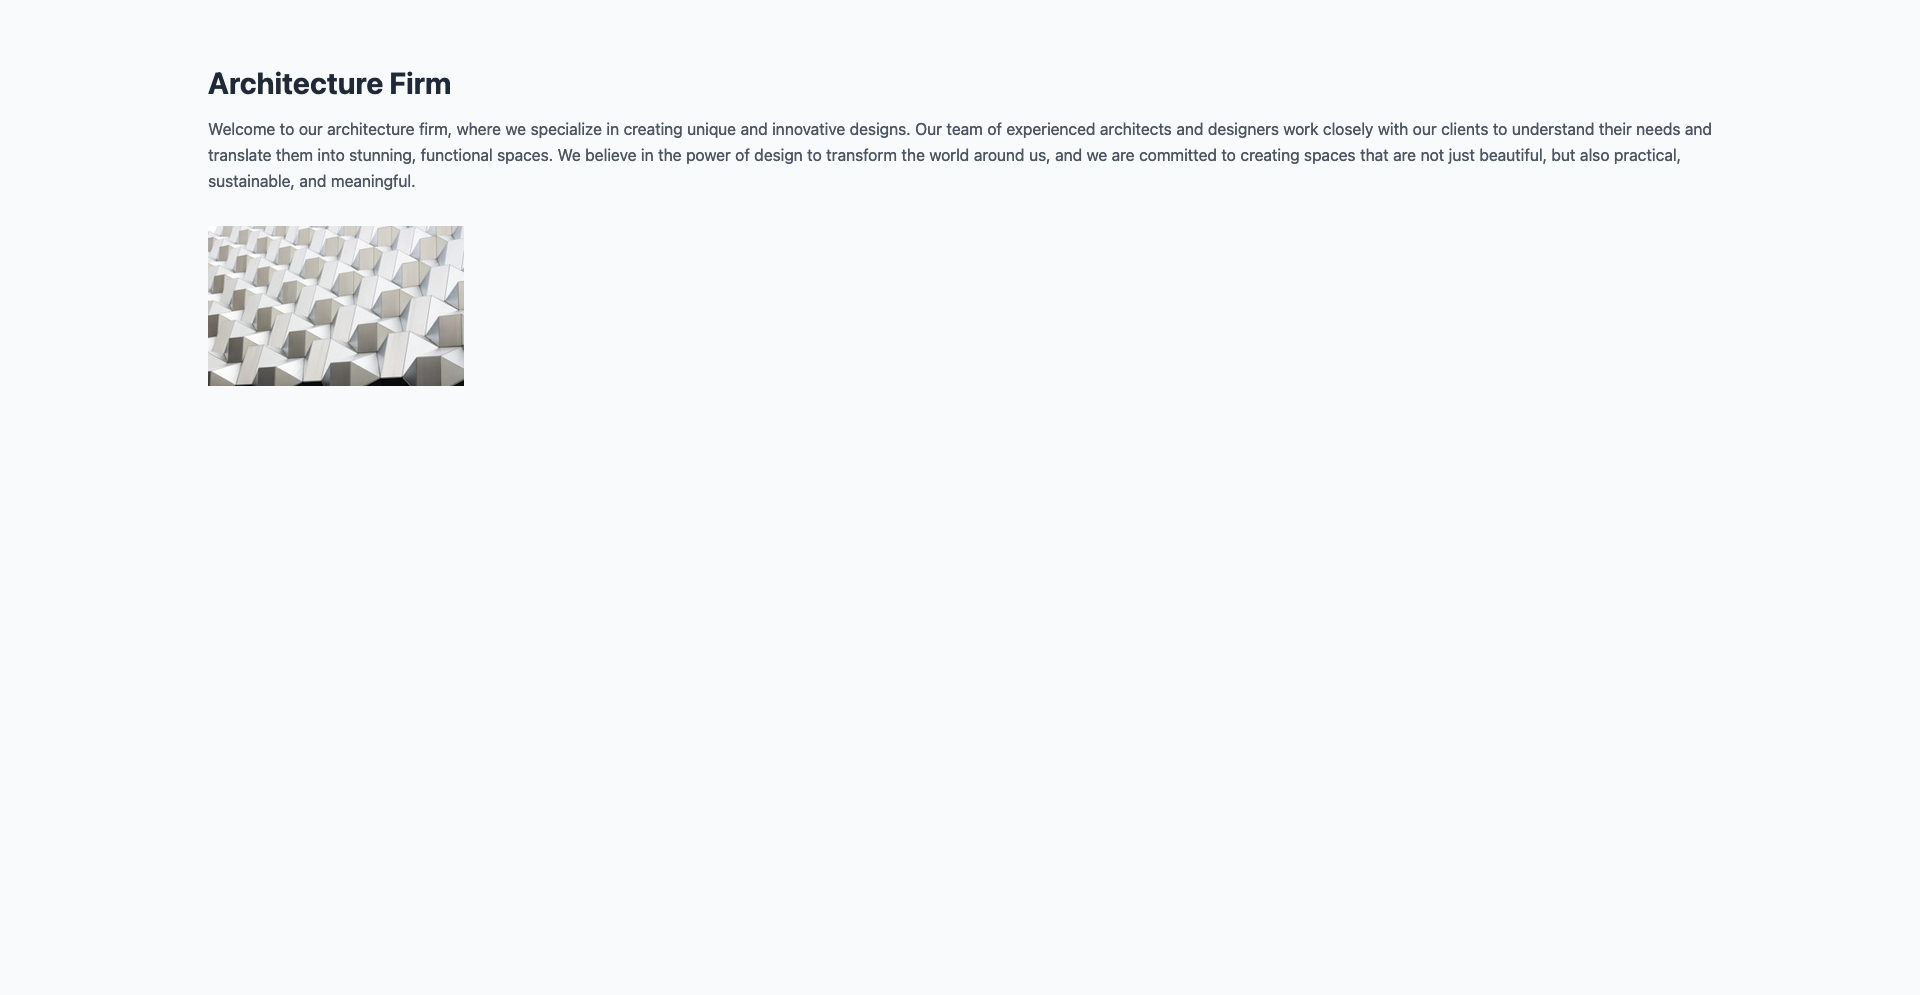 Architecture Firm
Welcome to our architecture firm, where we specialize in creating unique and innovative designs. Our team of experienced architects and designers work closely with our clients to understand their needs and
translate them into stunning, functional spaces. We believe in the power of design to transform the world around us, and we are committed to creating spaces that are not just beautiful, but also practical,
sustainable, and meaningful.